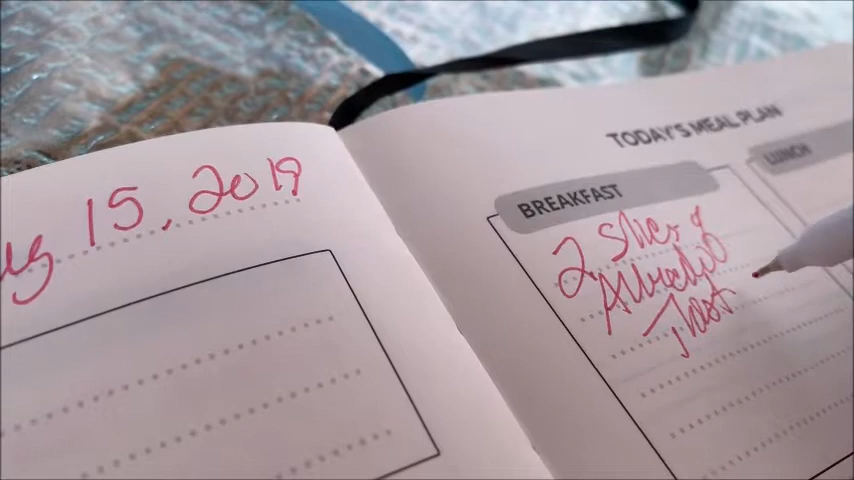 15, 2019
TODAY'S MEAL PLAN
BREAKFAST
LUNCH
2 slices of
Avocado
Toast